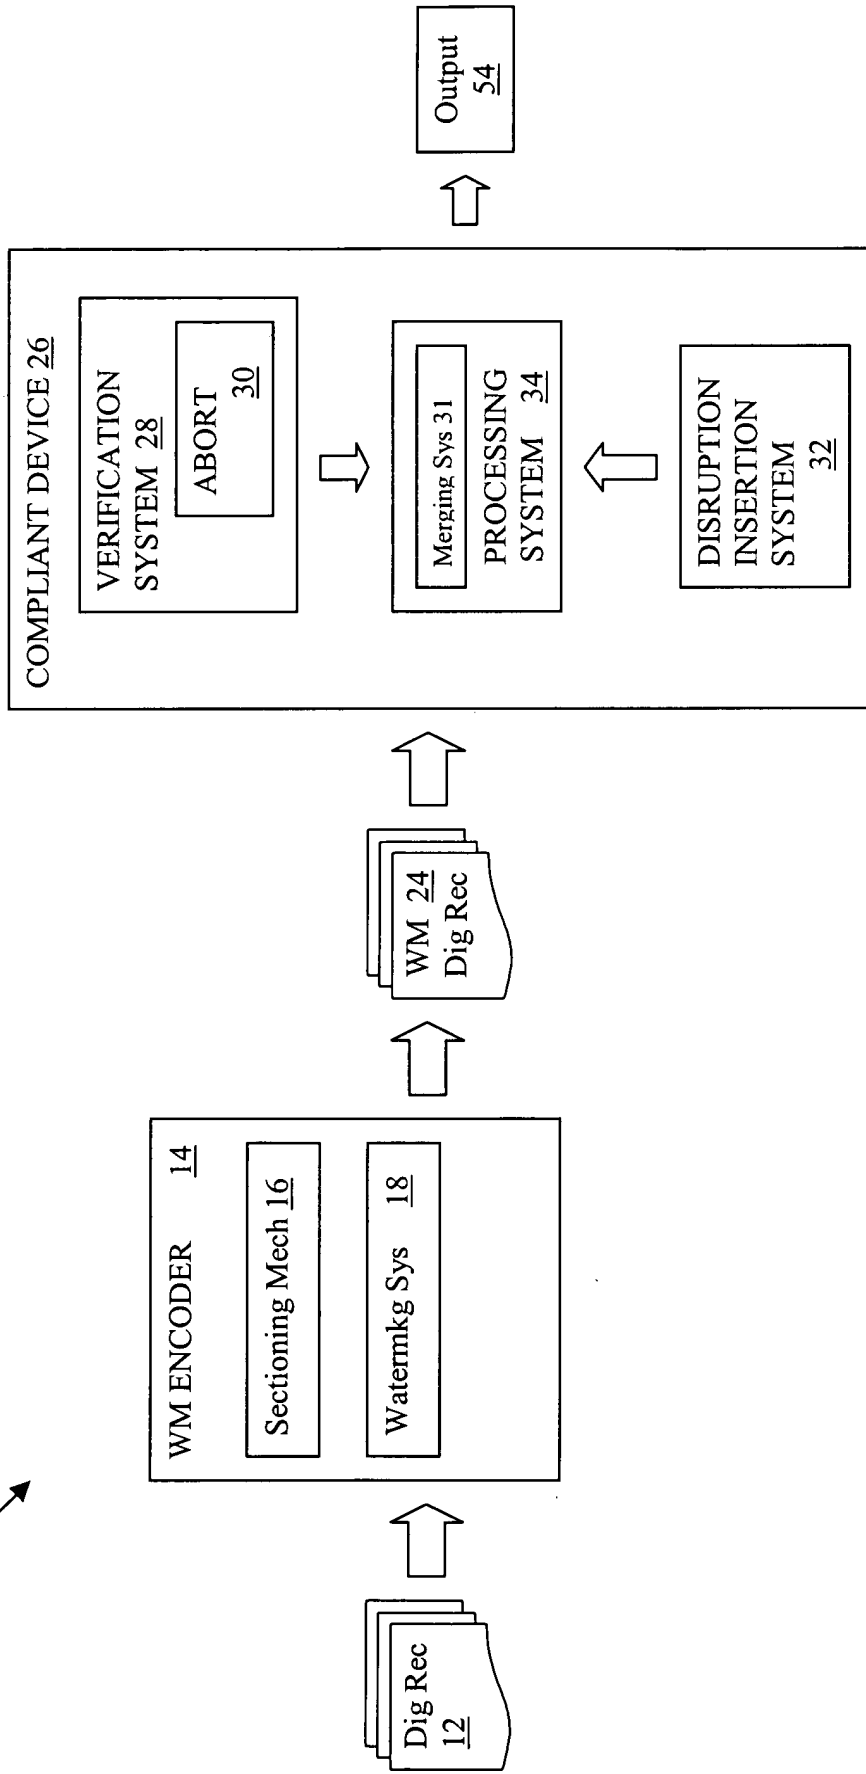 Dig Rec
12
WM ENCODER 14
Sectioning Mech 16
Watermkg Sys 18
WM 24
Dig Rec
COMPLIANT DEVICE 26
VERIFICATION
SYSTEM 28
ABORT
30
Merging Sys 31
PROCESSING
SYSTEM 34
DISRUPTION
INSERTION
SYSTEM 32
Output
54